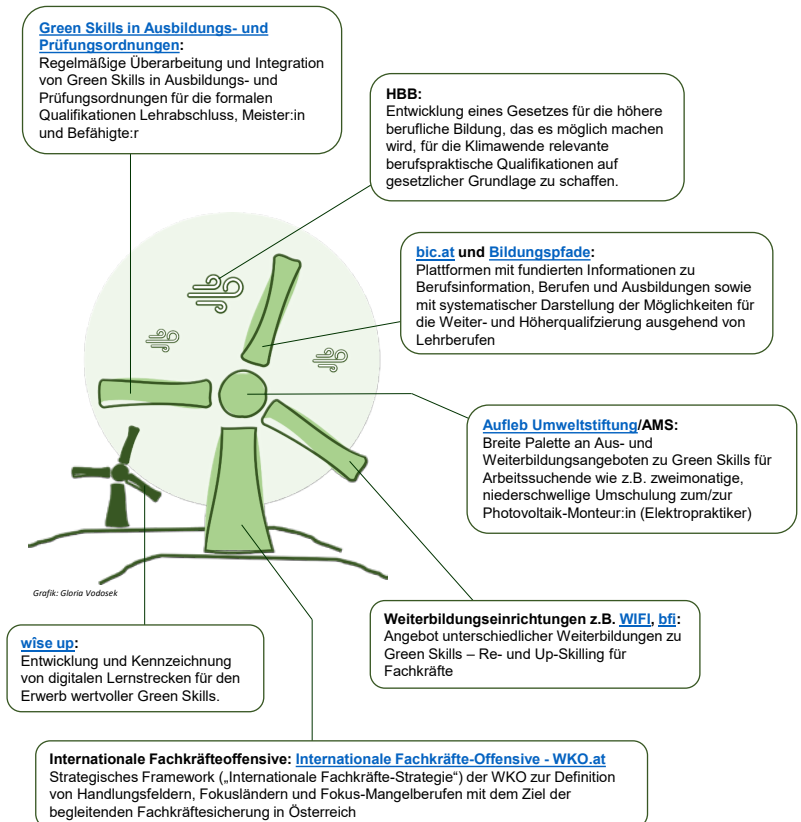 Green Skills in Ausbildungs- und
Prüfungsordnungen:
Regelmäßige Überarbeitung und Integration
von Green Skills in Ausbildungs- und
Prüfungsordnungen für die formalen
Qualifikationen Lehrabschluss, Meister:in
und Befähigte:r
HBB:
Entwicklung eines Gesetzes für die höhere
berufliche Bildung, das es möglich machen
wird, für die Klimawende relevante
berufspraktische Qualifikationen auf
gesetzlicher Grundlage zu schaffen.
bic.at und Bildungspfade:
Plattformen mit fundierten Informationen zu
Berufsinformation, Berufen und Ausbildungen sowie
mit systematischer Darstellung der Möglichkeiten für
die Weiter- und Höherqualifzierung ausgehend von
Lehrberufen
Aufleb Umweltstiftung/AMS:
Breite Palette an Aus- und
Weiterbildungsangeboten zu Green Skills für
Arbeitssuchende wie z.B. zweimonatige,
niederschwellige Umschulung zum/zur
Photovoltaik-Monteur:in (Elektropraktiker)
Grafik: Gloria Vodosek
Weiterbildungseinrichtungen z.B. WIFI, bfi:
Angebot unterschiedlicher Weiterbildungen zu
Green Skills – Re- und Up-Skilling für
Fachkräfte
wîse up:
Entwicklung und Kennzeichnung
von digitalen Lernstrecken für den
Erwerb wertvoller Green Skills.
Internationale Fachkräfteoffensive: Internationale Fachkräfte-Offensive - WKO.at
Strategisches Framework („Internationale Fachkräfte-Strategie“) der WKO zur Definition
von Handlungsfeldern, Fokusländern und Fokus-Mangelberufen mit dem Ziel der
begleitenden Fachkräftesicherung in Österreich